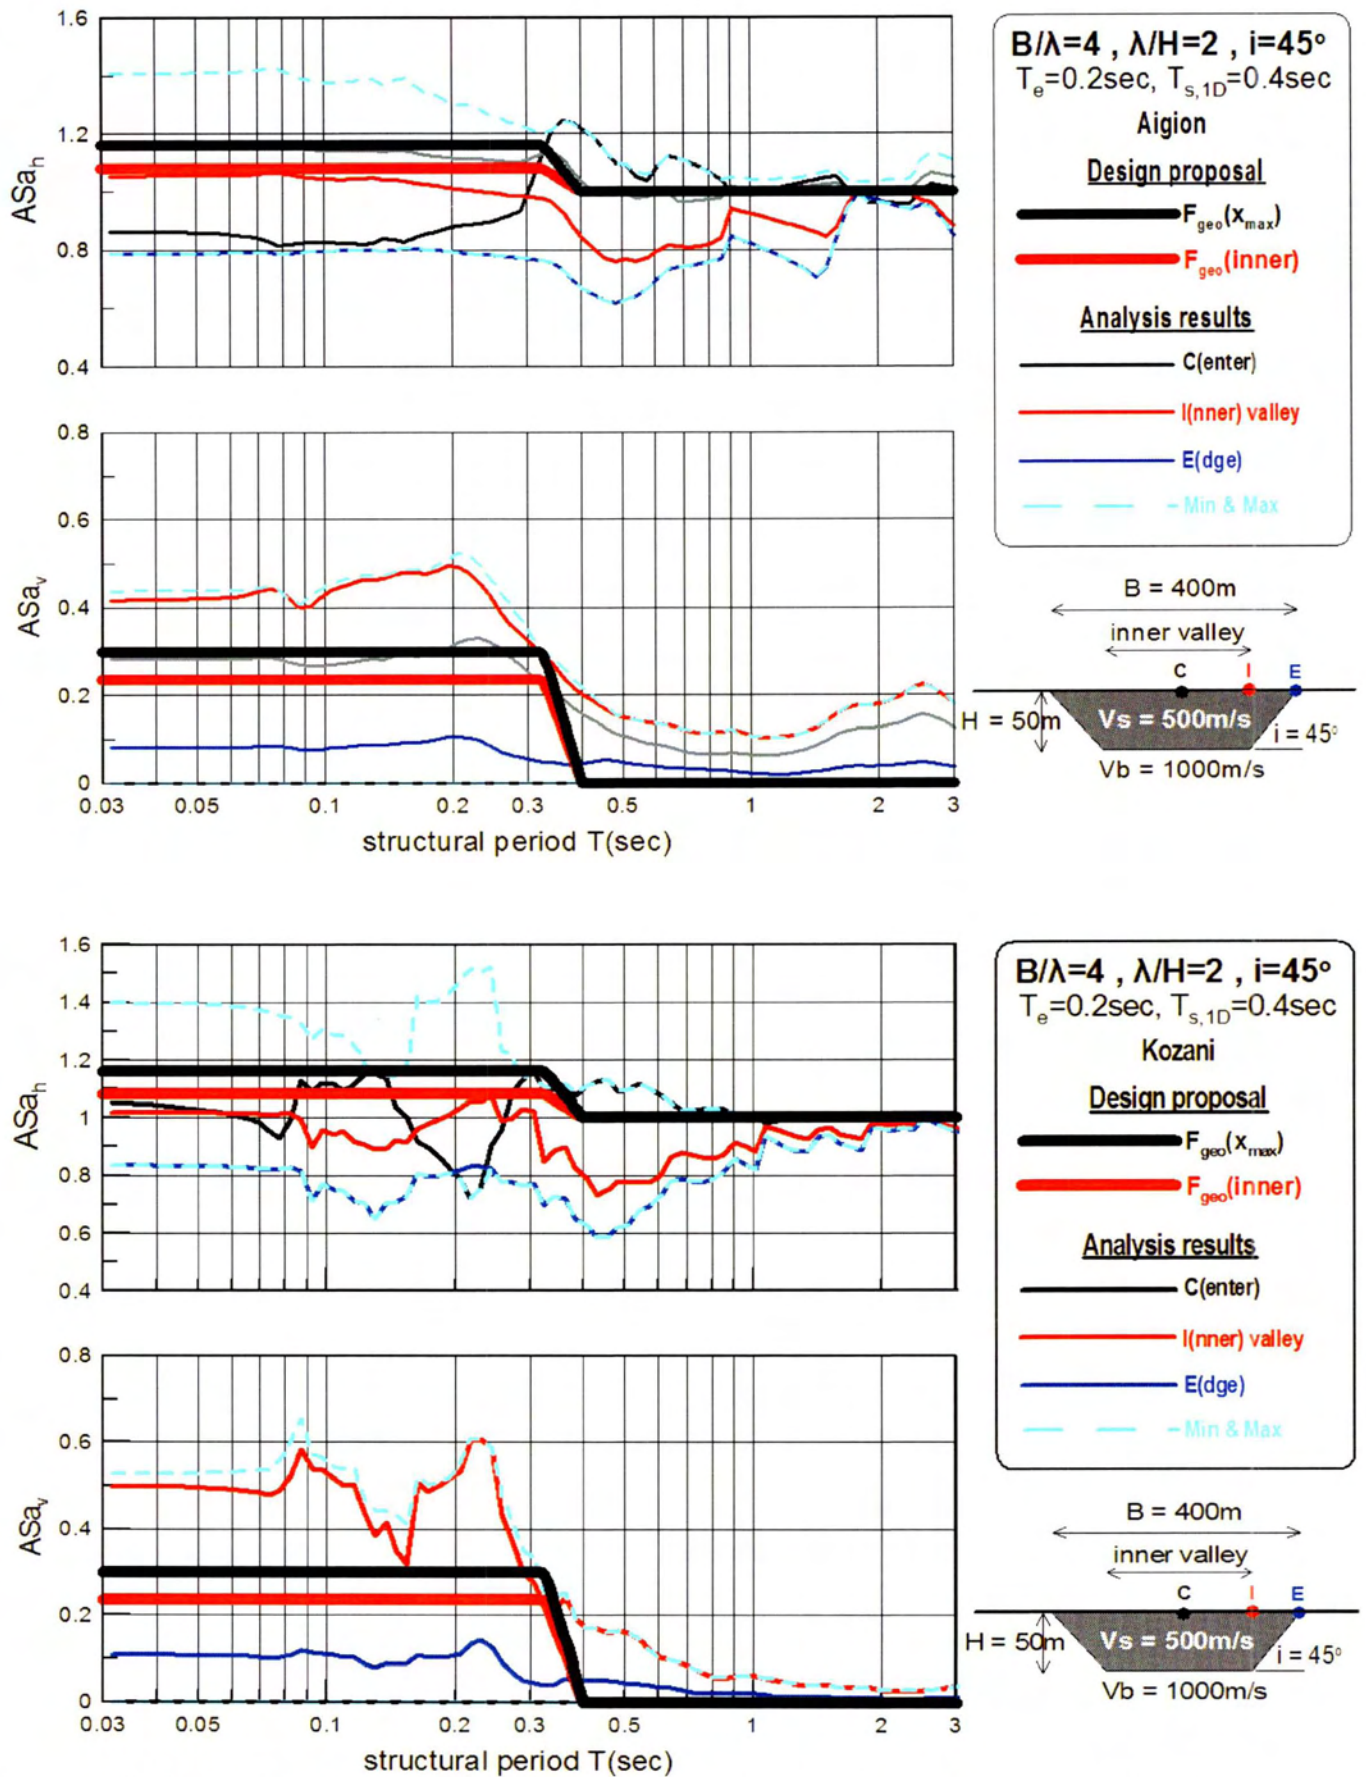 1.6
1.2
0.8
0.4
ASa_h
B/λ=4 , λ/H=2 , i=45°
T_e=0.2sec, T_s,1D=0.4sec
Aigion
Design proposal
F_geo(x_max)
F_geo(inner)
Analysis results
C(enter)
I(nner) valley
E(dge)
Min & Max
0.8
0.6
0.4
0.2
0
ASa_v
0.03 0.05 0.1 0.2 0.3 0.5 1 2 3
structural period T(sec)
B = 400m
inner valley
C I E
H = 50m
Vs = 500m/s
i = 45°
Vb = 1000m/s
1.6
1.4
1.2
1
0.8
0.6
0.4
ASa_h
B/λ=4 , λ/H=2 , i=45°
T_e=0.2sec, T_s,1D=0.4sec
Kozani
Design proposal
F_geo(x_max)
F_geo(inner)
Analysis results
C(enter)
I(nner) valley
E(dge)
Min & Max
0.8
0.6
0.4
0.2
0
ASa_v
0.03 0.05 0.1 0.2 0.3 0.5 1 2 3
structural period T(sec)
B = 400m
inner valley
C I E
H = 50m
Vs = 500m/s
i = 45°
Vb = 1000m/s